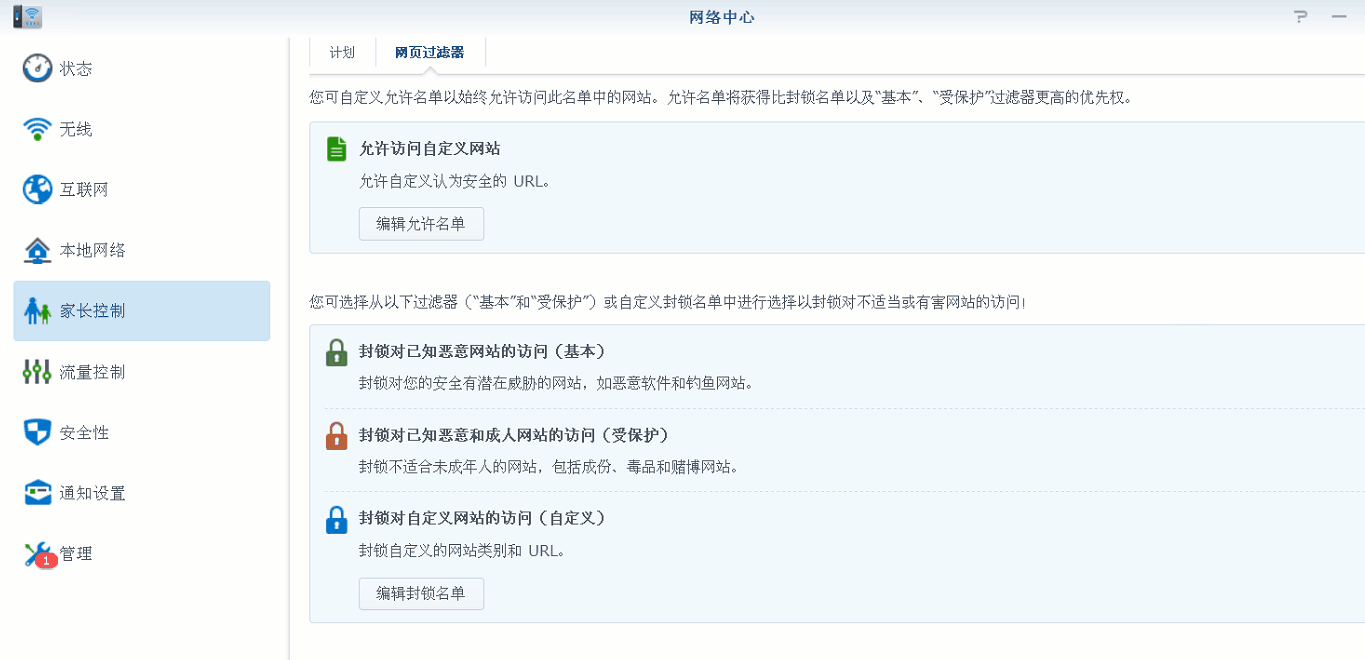 网络中心
状态
无线
互联网
本地网络
家长控制
流量控制
安全性
通知设置
1
管理
计划
网页过滤器
您可自定义允许名单以始终允许访问此名单中的网站。允许名单将获得比封锁名单以及“基本”、“受保护”过滤器更高的优先权。
允许访问自定义网站
允许自定义认为安全的 URL。
编辑允许名单
您可选择从以下过滤器（“基本”和“受保护”）或自定义封锁名单中进行选择以封锁对不适当或有害网站的访问!
封锁对已知恶意网站的访问（基本）
封锁对您的安全有潜在威胁的网站，如恶意软件和钓鱼网站。
封锁对已知恶意和成人网站的访问（受保护）
封锁不适合未成年人的网站，包括成份、毒品和赌博网站。
封锁对自定义网站的访问（自定义）
封锁自定义的网站类别和 URL。
编辑封锁名单